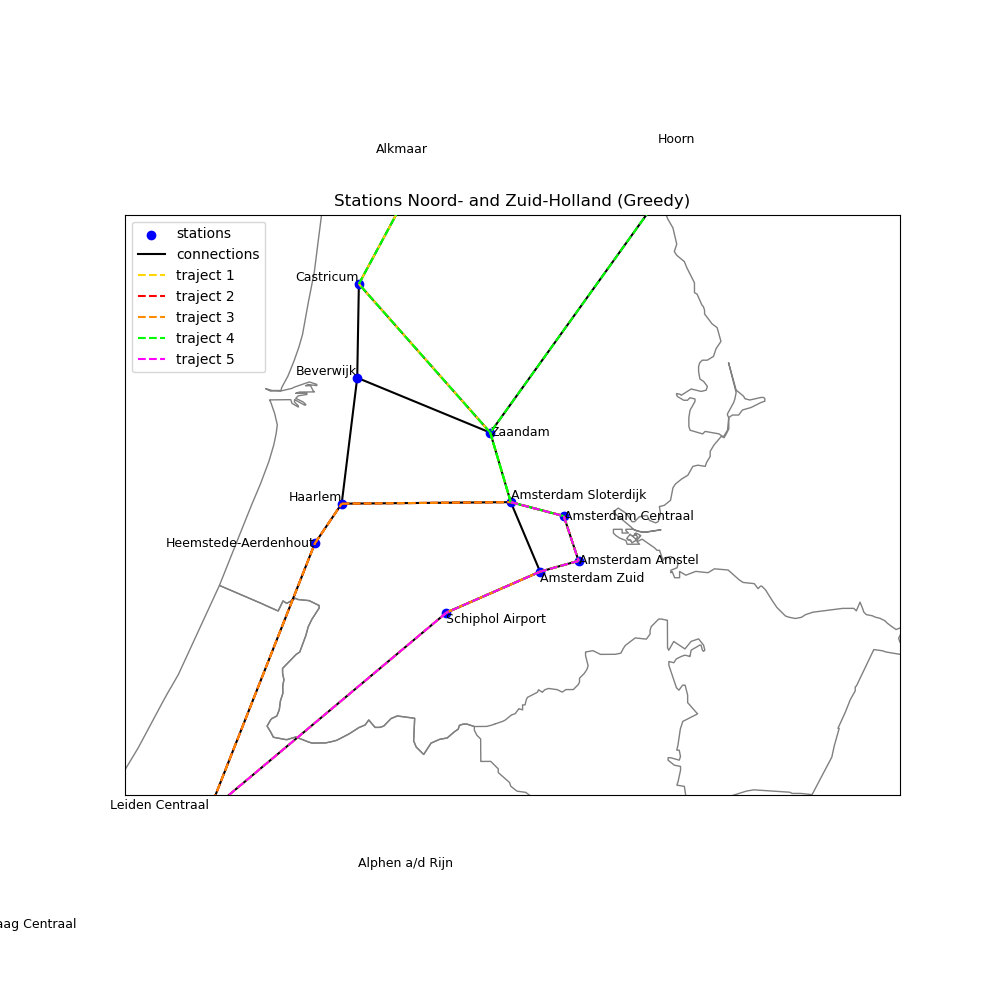 Hoorn
Alkmaar
Stations Noord- and Zuid-Holland (Greedy)
stations
connections
traject 1
traject 2
traject 3
traject 4
traject 5
Castricum
Beverwijk
Zaandam
Haarlem
Amsterdam Sloterdijk
Amsterdam Centraal
Heemstede-Aerdenhout
Amsterdam Amstel
Amsterdam Zuid
Schiphol Airport
Leiden Centraal
Alphen a/d Rijn
aag Centraal